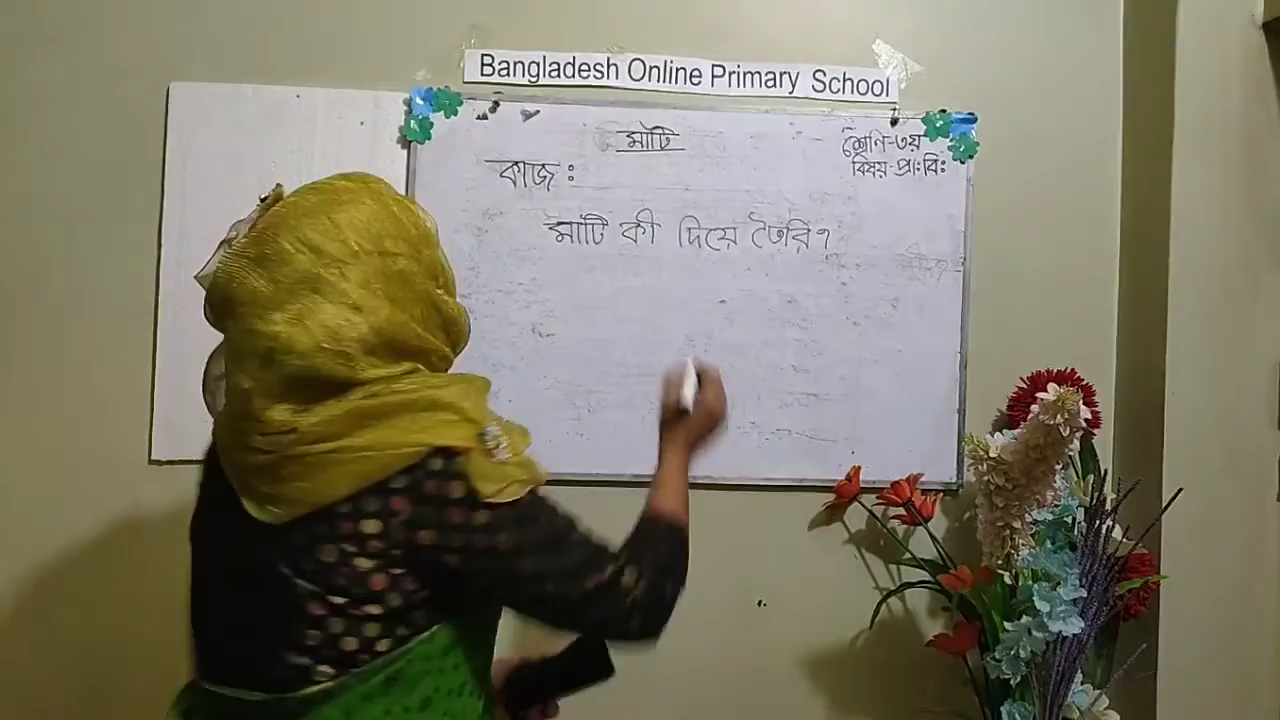 Bangladesh Online Primary School
মাটি
শ্রেণি-৩য়
বিষয়-প্রা:বি:
কাজ:
মাটি কী দিয়ে তৈরি?